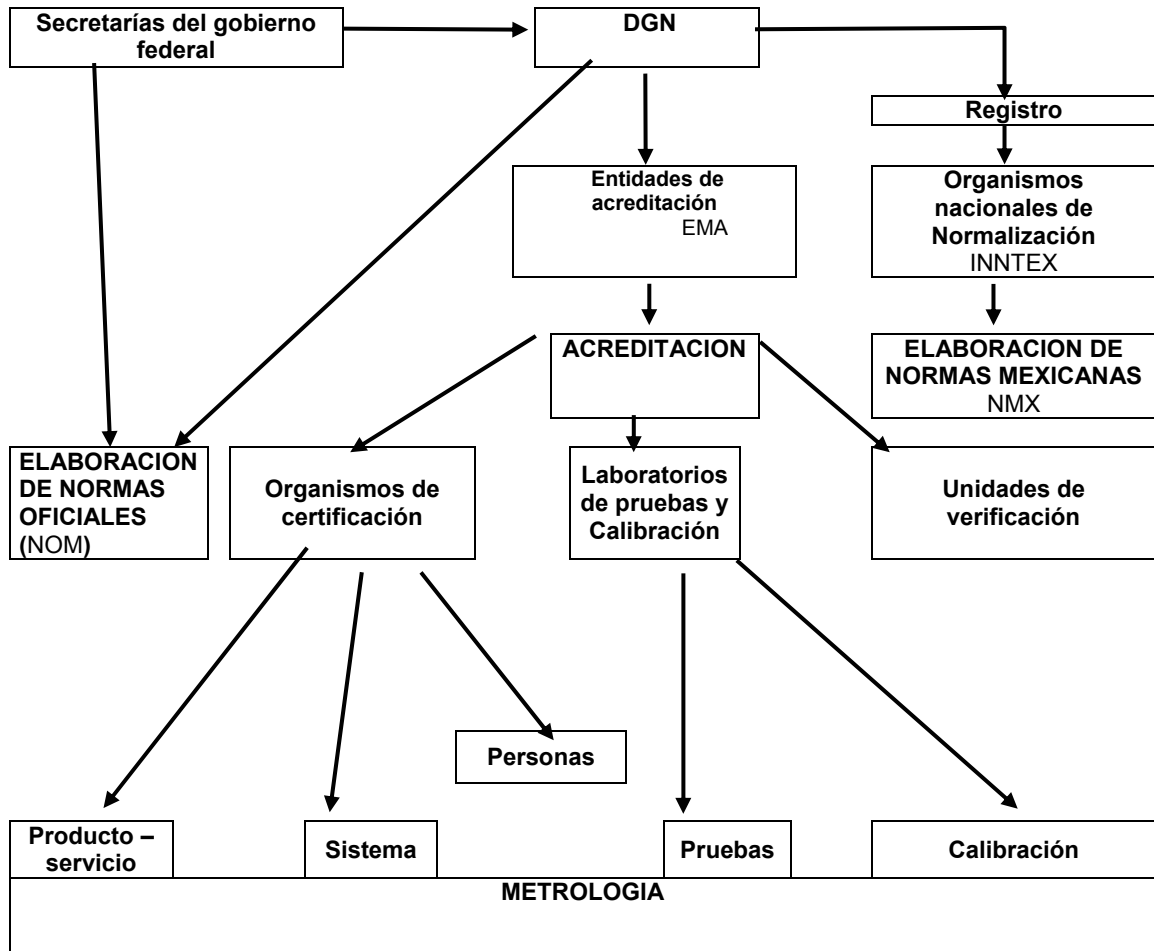 Secretarías del gobierno
federal
DGN
Registro
Entidades de
acreditación
EMA
Organismos
nacionales de
Normalización
INNTEX
ACREDITACION
ELABORACION DE
NORMAS MEXICANAS
NMX
ELABORACION
DE NORMAS
OFICIALES
(NOM)
Organismos de
certificación
Laboratorios
de pruebas y
Calibración
Unidades de
verificación
Personas
Producto –
servicio
Sistema
Pruebas
Calibración
METROLOGIA